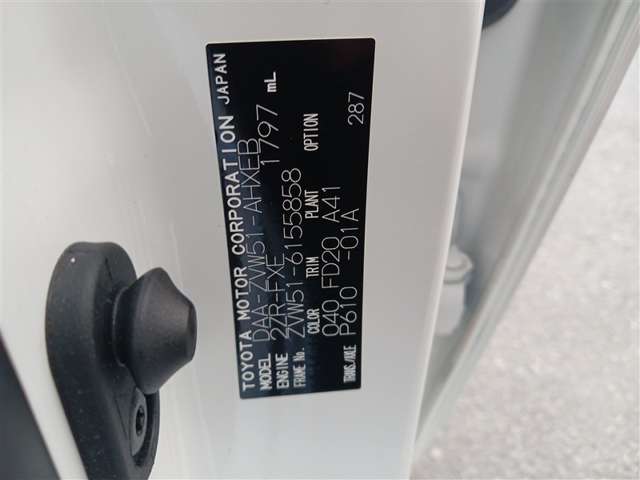 TOYOTA MOTOR CORPORATION JAPAN
MODEL DAA-ZVW51-AHXEB
ENGINE 2ZR-FXE 1797 mL
FRAME No. ZVW51-6155858
COLOR TRIM PLANT OPTION
040 FD20 A41 287
TRANS./AXLE P610 -01A